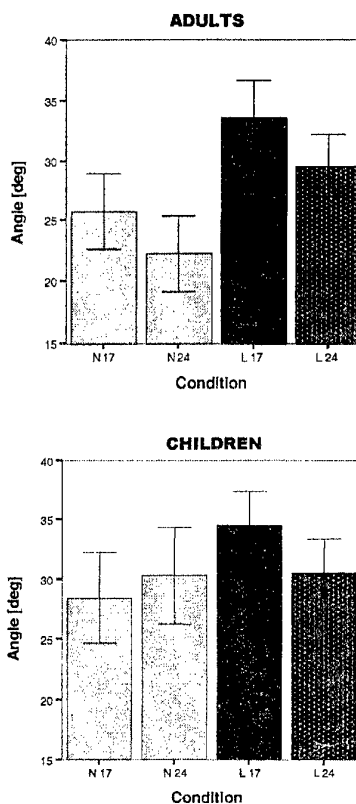 ADULTS
40
35
30
25
20
15
Angle [deg]
N 17 N 24 L 17 L 24
Condition
CHILDREN
40
35
30
25
20
15
Angle [deg]
N 17 N 24 L 17 L 24
Condition